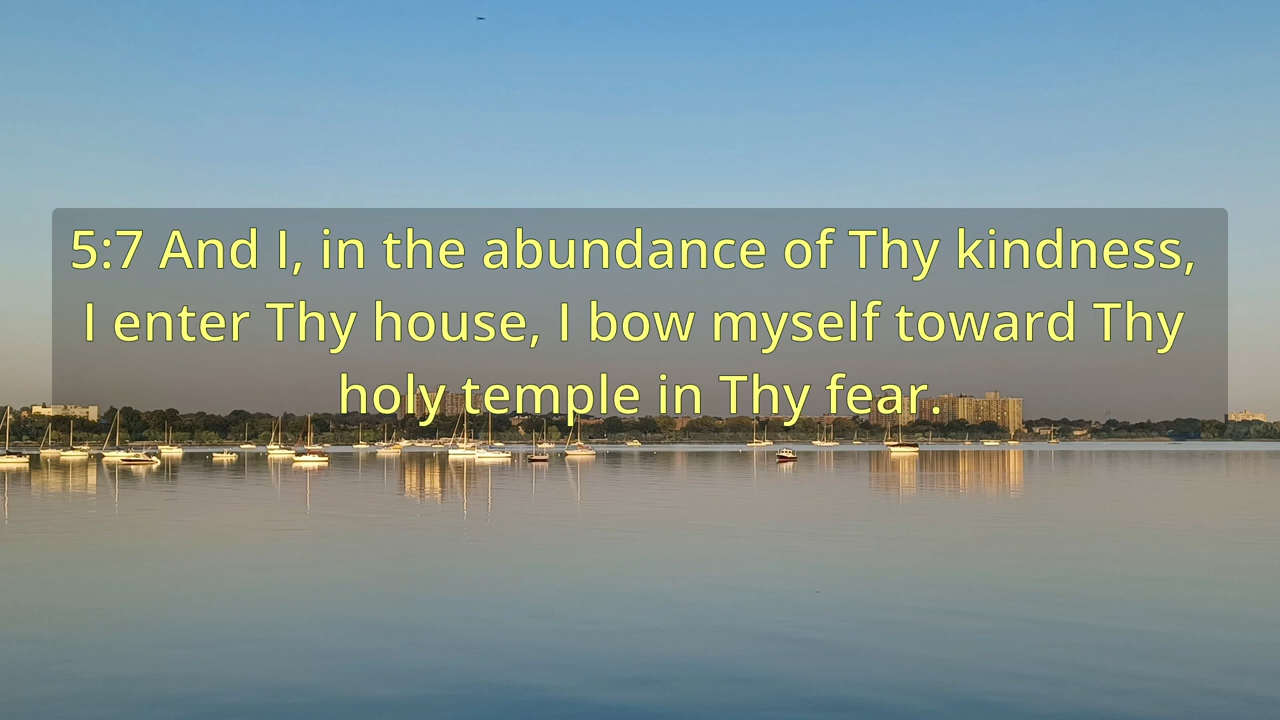 5:7 And I, in the abundance of Thy kindness,
I enter Thy house, I bow myself toward Thy
holy temple in Thy fear.